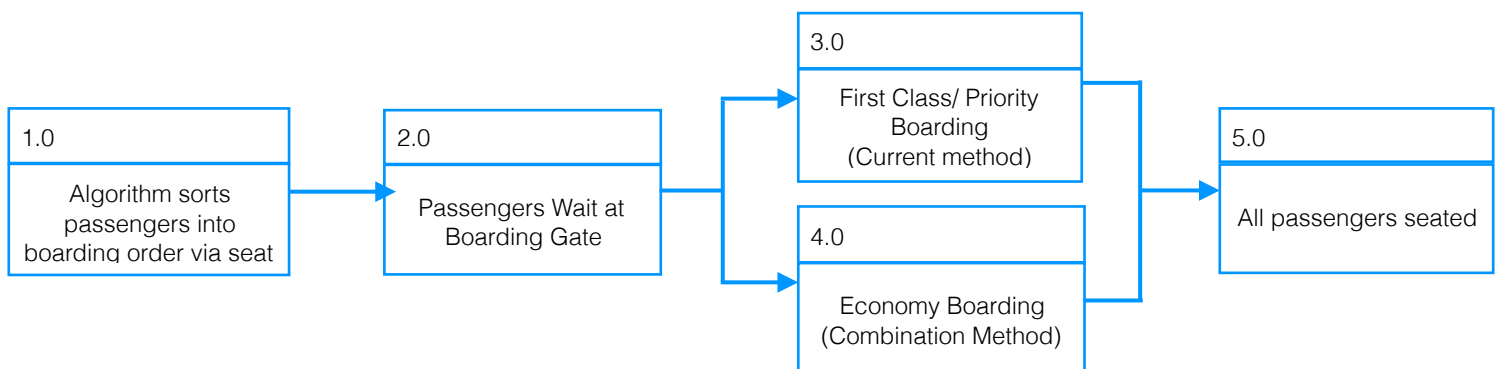 1.0
Algorithm sorts
passengers into
boarding order via seat
2.0
Passengers Wait at
Boarding Gate
3.0
First Class/ Priority
Boarding
(Current method)
4.0
Economy Boarding
(Combination Method)
5.0
All passengers seated